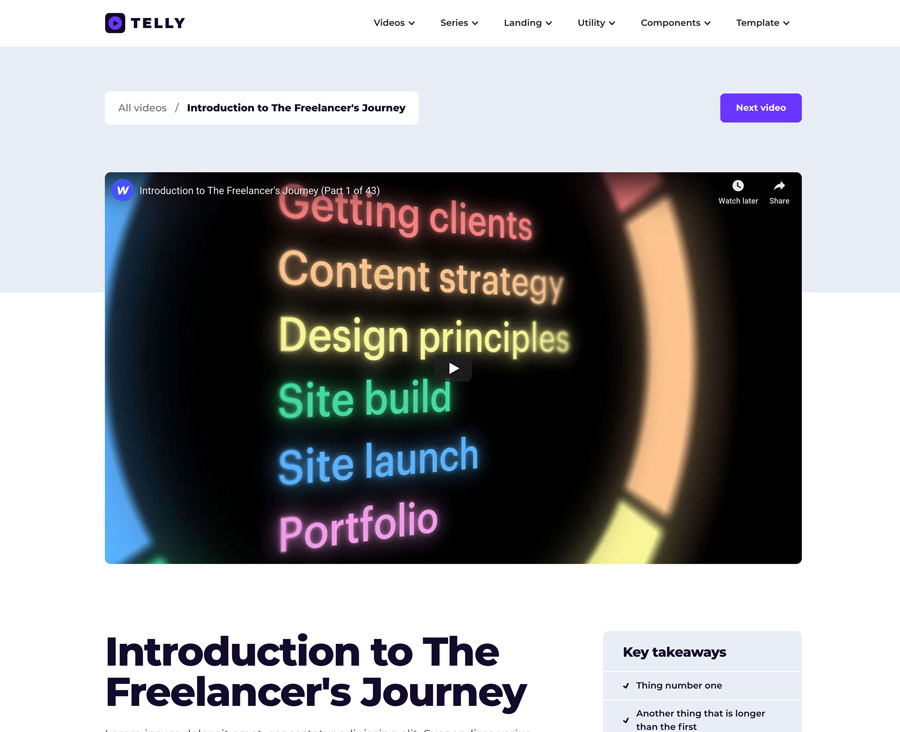 TELLY
Videos Series Landing Utility Components Template
All videos / Introduction to The Freelancer's Journey
Next video
W Introduction to The Freelancer's Journey (Part 1 of 43)
Watch later Share
Getting clients
Content strategy
Design principles
Site build
Site launch
Portfolio
Introduction to The
Freelancer's Journey
Key takeaways
Thing number one
Another thing that is longer
than the first